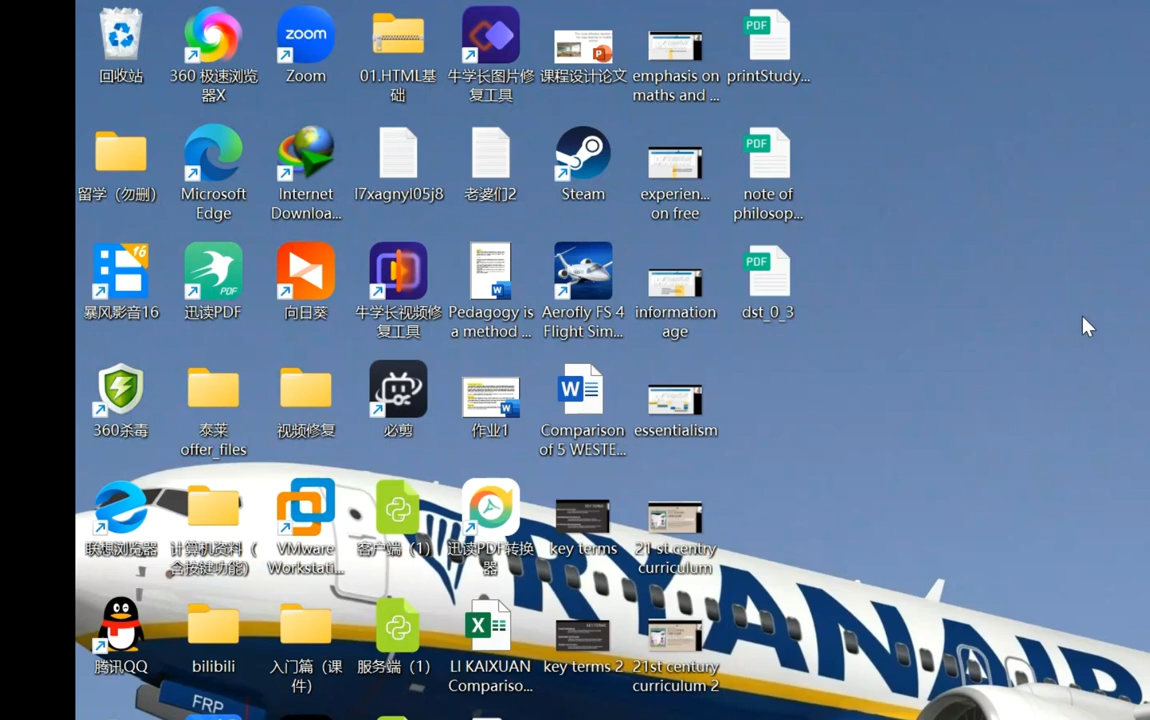 回收站
360 极速浏览
器X
Zoom
zoom
01.HTML基
础
牛学长图片修
复工具
课程设计论文
emphasis on
maths and ...
PDF
printStudy...
留学（勿删）
Microsoft
Edge
Internet
Downloa...
l7xagnyl05j8
老婆们2
Steam
experien...
on free
PDF
note of
philosop...
16
暴风影音16
PDF
迅读PDF
向日葵
牛学长视频修
复工具
Pedagogy is
a method ...
Aerofly FS 4
Flight Sim...
information
age
PDF
dst_0_3
360杀毒
泰莱
offer_files
视频修复
必剪
作业1
Comparison
of 5 WESTE...
essentialism
联想浏览器
计算机资料（
含按键功能)
VMware
Workstati...
客户端（1）
迅读PDF转换
器
key terms
21 st centry
curriculum
腾讯QQ
bilibili
入门篇（课
件）
服务端（1）
LI KAIXUAN
Compariso...
key terms 2
21st century
curriculum 2
RYANAIR
FRP